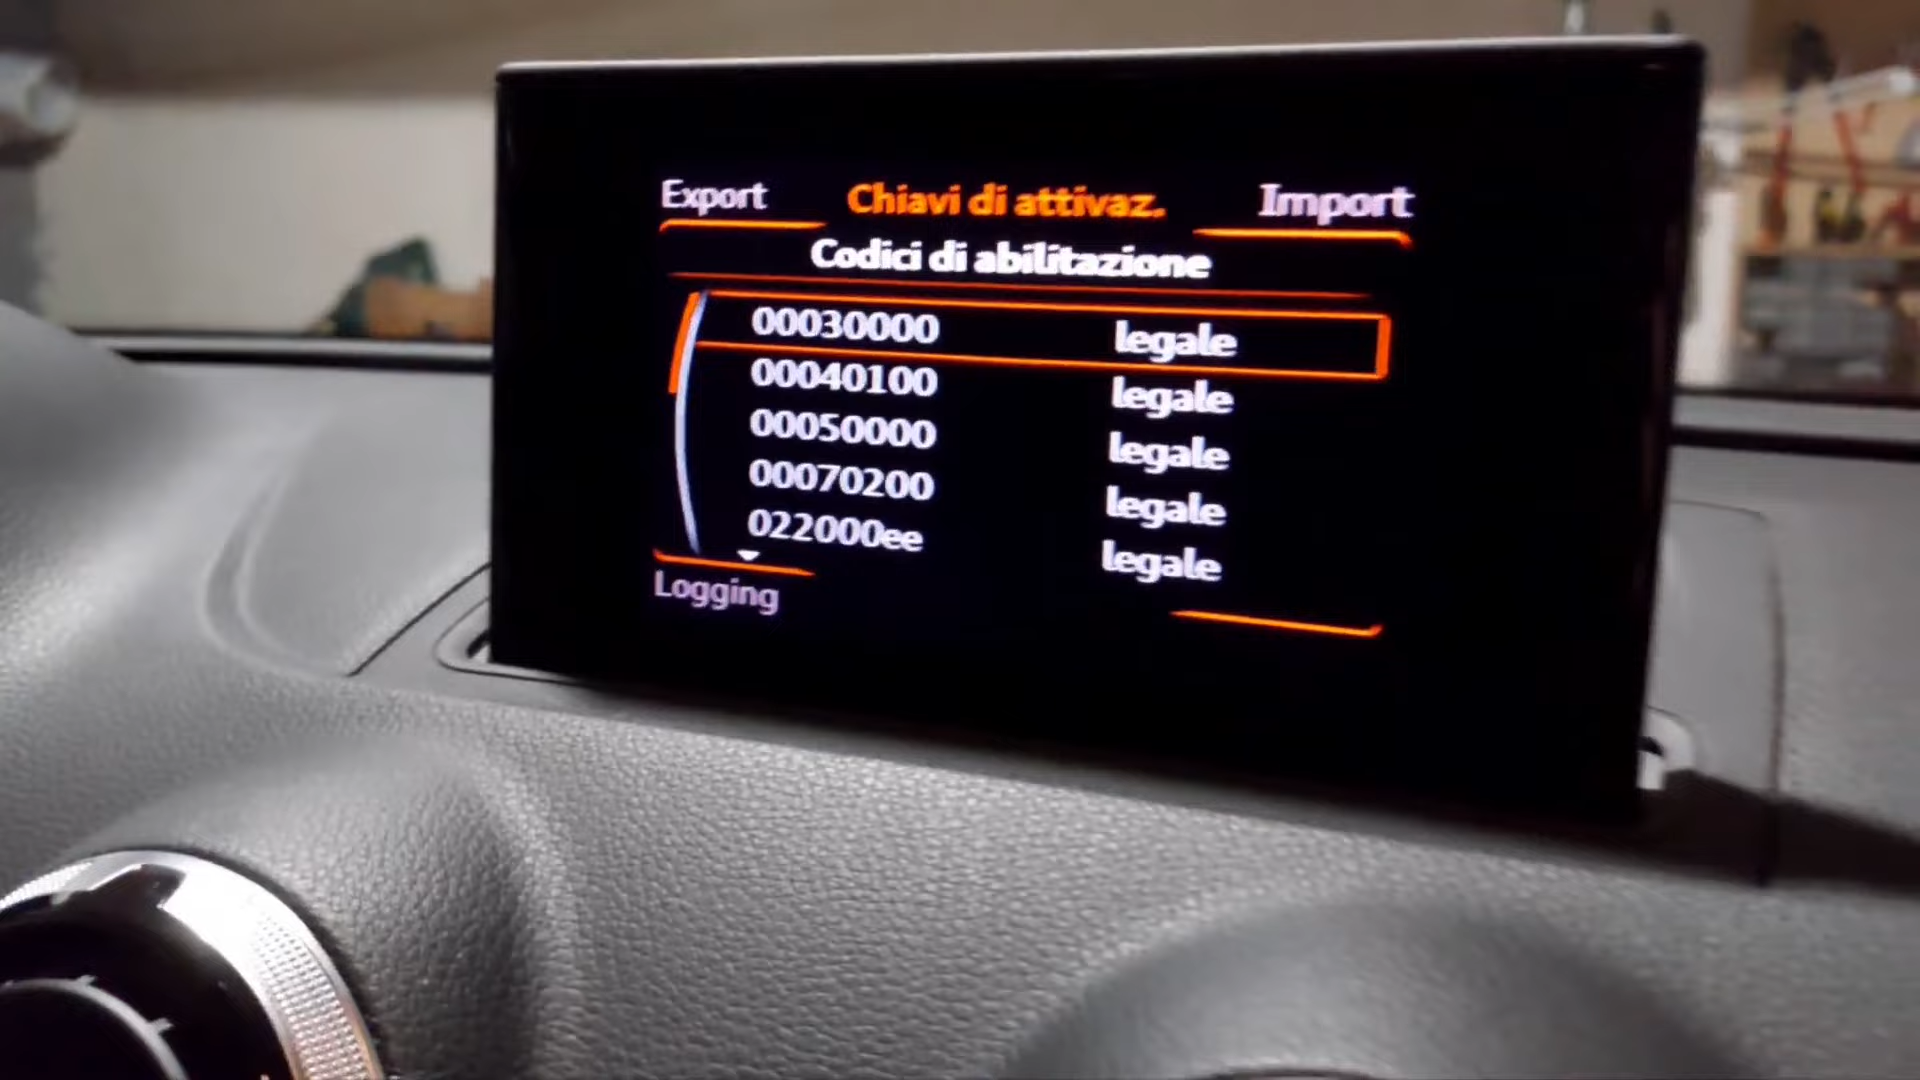 Export Chiavi di attivaz. Import
Codici di abilitazione
00030000 legale
00040100 legale
00050000 legale
00070200 legale
022000ee legale
Logging